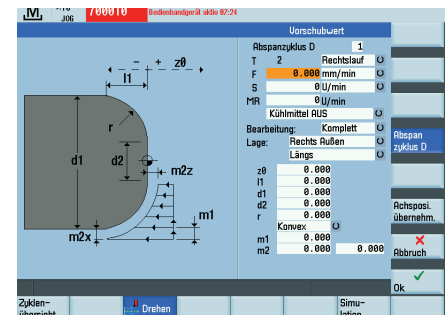 M
JOG
700010
Bedienhandgerät aktiv 07:24
Vorschubwert
Abspanzyklus D 1
T 2 Rechtslauf
F 0.000 mm/min
S 0 U/min
MR 0 U/min
Kühlmittel AUS
Bearbeitung: Komplett
Lage: Rechts Außen
Längs
z0 0.000
l1 0.000
d1 0.000
d2 0.000
r 0.000
Konvex
m1 0.000
m2 0.000 0.000
- + z0
l1
r
d1
d2
m2z
m1
m2x
Abspan
zyklus D
Achsposi.
übernehm.
Abbruch
Ok
Zyklen-
übersicht
Drehen
Simu-
lation